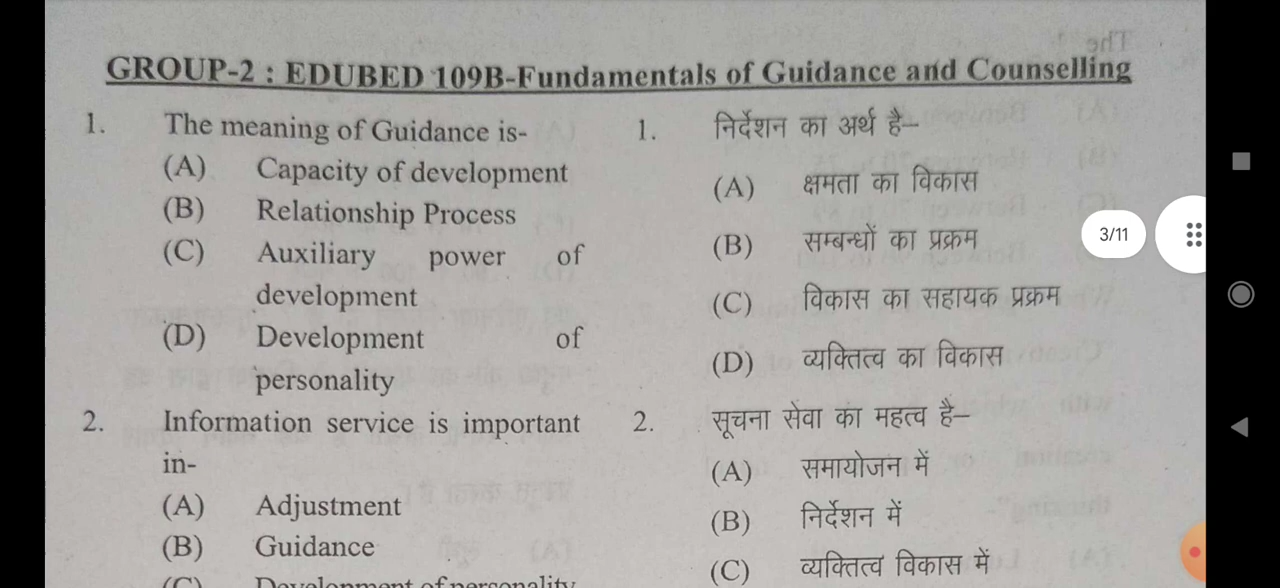 GROUP-2 : EDUBED 109B-Fundamentals of Guidance and Counselling
1. The meaning of Guidance is-
(A) Capacity of development
(B) Relationship Process
(C) Auxiliary power of
development
(D) Development of
personality
2. Information service is important
in-
(A) Adjustment
(B) Guidance
(C) Development of personality
1. निर्देशन का अर्थ है–
(A) क्षमता का विकास
(B) सम्बन्धों का प्रक्रम
(C) विकास का सहायक प्रक्रम
(D) व्यक्तित्व का विकास
2. सूचना सेवा का महत्व है–
(A) समायोजन में
(B) निर्देशन में
(C) व्यक्तित्व विकास में
3/11